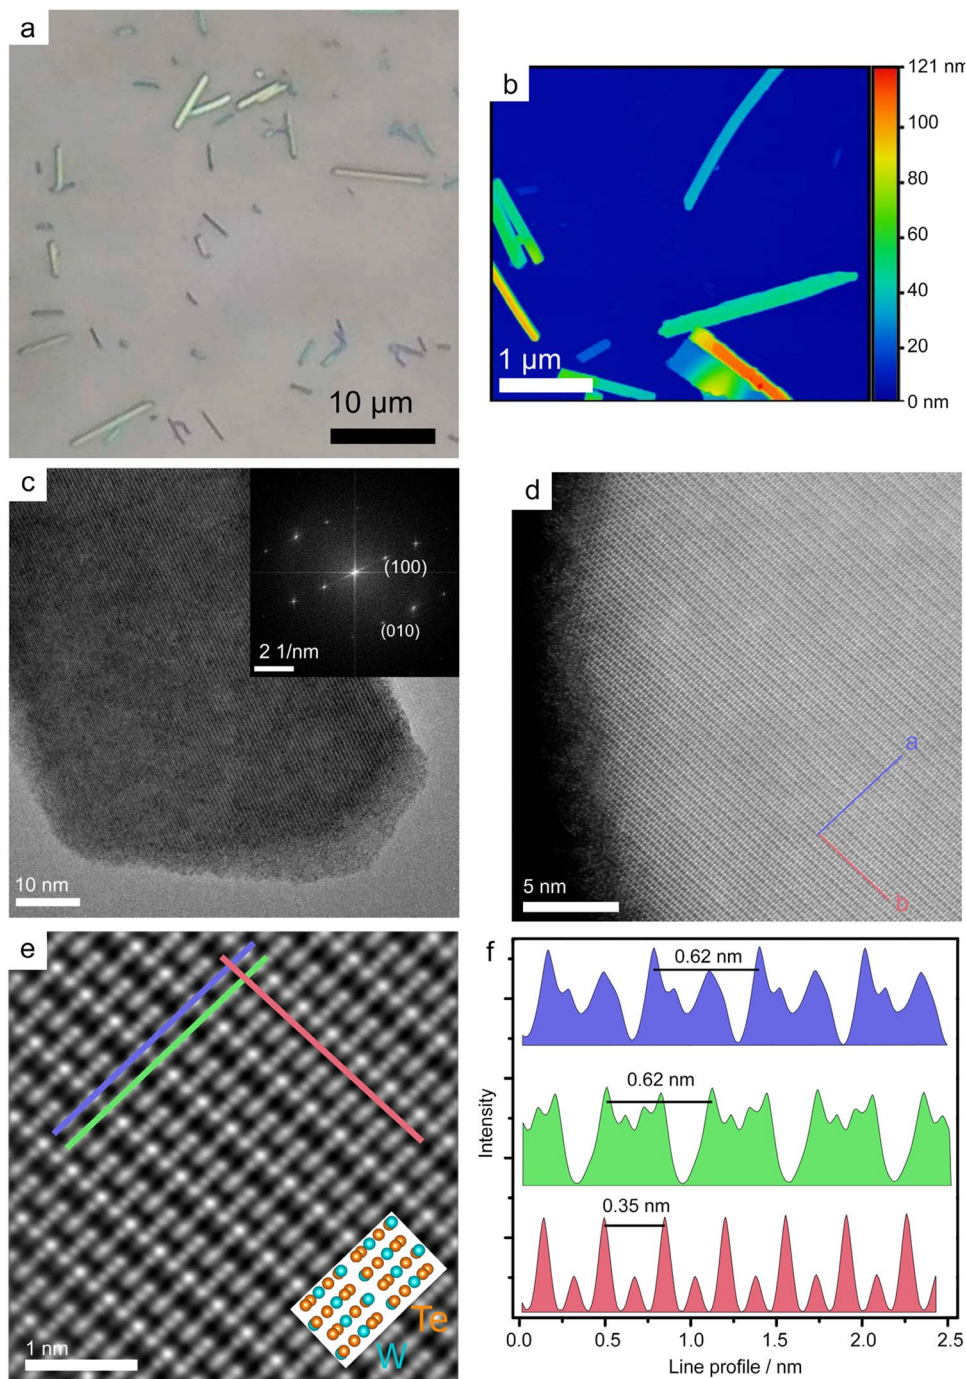 a
10 μm
b
1 μm
121 nm
100
80
60
40
20
0 nm
c
(100)
(010)
2 1/nm
10 nm
d
a
b
5 nm
e
Te
W
1 nm
f
0.62 nm
0.62 nm
0.35 nm
Intensity
0.0 0.5 1.0 1.5 2.0 2.5
Line profile / nm